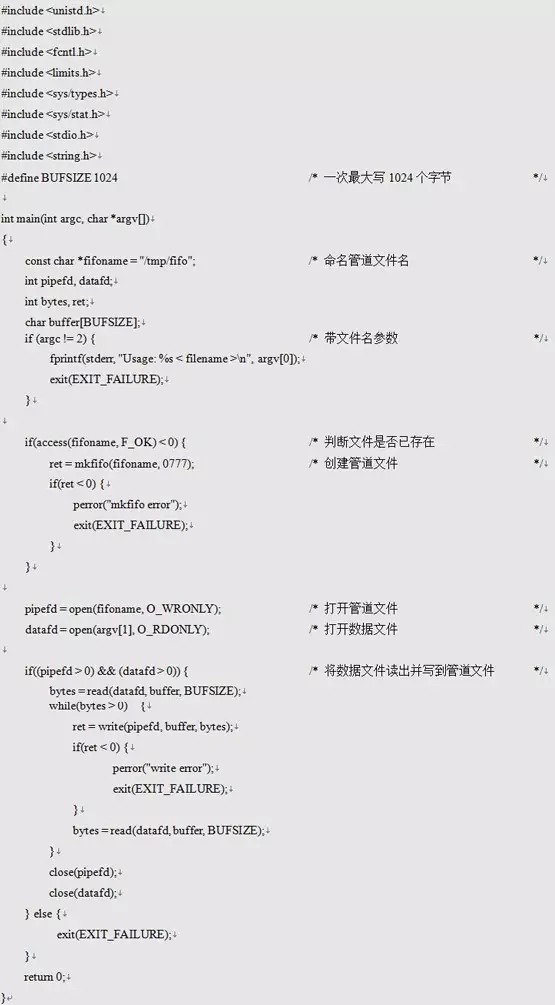 #include <unistd.h>↓
#include <stdlib.h>↓
#include <fcntl.h>↓
#include <limits.h>↓
#include <sys/types.h>↓
#include <sys/stat.h>↓
#include <stdio.h>↓
#include <string.h>↓
#define BUFSIZE 1024 /* 一次最大写 1024 个字节 */↓
↓
int main(int argc, char *argv[])↓
{↓
const char *fifoname = "/tmp/fifo"; /* 命名管道文件名 */↓
int pipefd, datafd;↓
int bytes, ret;↓
char buffer[BUFSIZE];↓
if (argc != 2) { /* 带文件名参数 */↓
fprintf(stderr, "Usage: %s < filename >\n", argv[0]);↓
exit(EXIT_FAILURE);↓
}↓
↓
if(access(fifoname, F_OK) < 0) { /* 判断文件是否已存在 */↓
ret = mkfifo(fifoname, 0777); /* 创建管道文件 */↓
if(ret < 0) {↓
perror("mkfifo error");↓
exit(EXIT_FAILURE);↓
}↓
}↓
↓
pipefd = open(fifoname, O_WRONLY); /* 打开管道文件 */↓
datafd = open(argv[1], O_RDONLY); /* 打开数据文件 */↓
↓
if((pipefd > 0) && (datafd > 0)) { /* 将数据文件读出并写到管道文件 */↓
bytes = read(datafd, buffer, BUFSIZE);↓
while(bytes > 0) {↓
ret = write(pipefd, buffer, bytes);↓
if(ret < 0) {↓
perror("write error");↓
exit(EXIT_FAILURE);↓
}↓
bytes = read(datafd, buffer, BUFSIZE);↓
}↓
close(pipefd);↓
close(datafd);↓
} else {↓
exit(EXIT_FAILURE);↓
}↓
return 0;↓
}↵